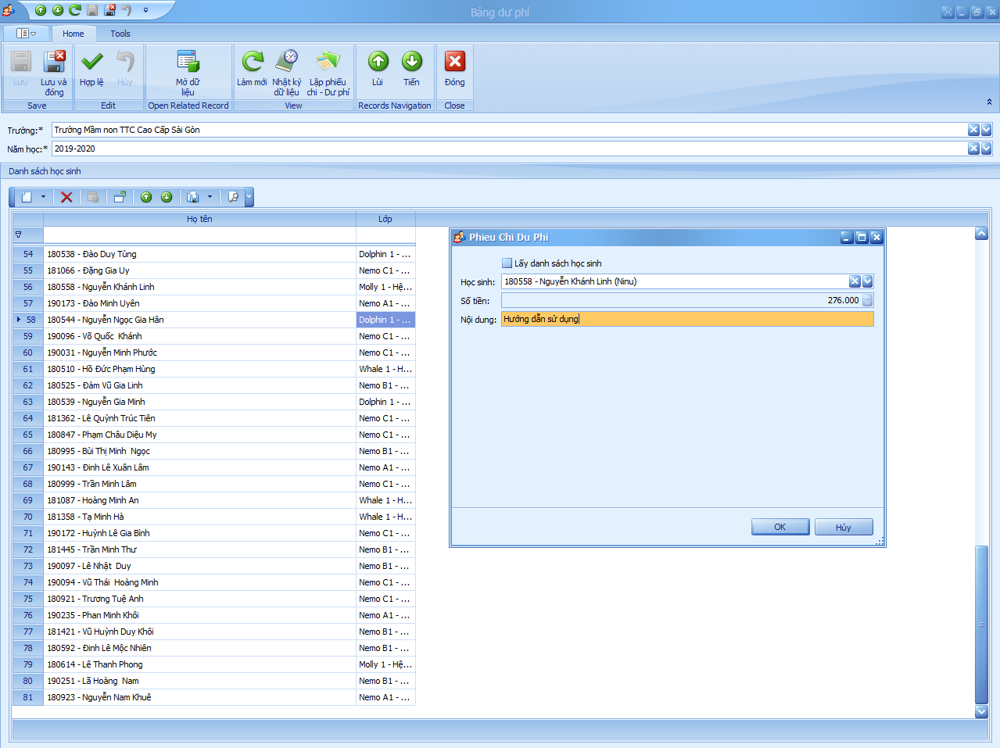 Bảng dư phí
Home Tools
Lưu
Lưu và đóng
Hợp lệ
Hủy
Mở dữ liệu
Làm mới
Nhật ký dữ liệu
Lập phiếu chi - Dư phí
Lùi
Tiến
Đóng
Save Edit Open Related Record View Records Navigation Close
Trường:* Trường Mầm non TTC Cao Cấp Sài Gòn
Năm học:* 2019-2020
Danh sách học sinh
Họ tên Lớp
54 180538 - Đào Duy Tùng Dolphin 1 - ...
55 181066 - Đặng Gia Uy Nemo C1 - ...
56 180558 - Nguyễn Khánh Linh Molly 1 - Hệ...
57 190173 - Đào Minh Uyên Nemo A1 - ...
58 180544 - Nguyễn Ngọc Gia Hân Dolphin 1 - ...
59 190096 - Võ Quốc Khánh Nemo C1 - ...
60 190031 - Nguyễn Minh Phước Nemo C1 - ...
61 180510 - Hồ Đức Phạm Hùng Whale 1 - H...
62 180525 - Đàm Vũ Gia Linh Nemo B1 - ...
63 180539 - Nguyễn Gia Minh Dolphin 1 - ...
64 181362 - Lê Quỳnh Trúc Tiên Nemo C1 - ...
65 180847 - Phạm Châu Diệu My Nemo C1 - ...
66 180995 - Bùi Thị Minh Ngọc Nemo B1 - ...
67 190143 - Đinh Lê Xuân Lâm Nemo A1 - ...
68 180999 - Trần Minh Lâm Nemo C1 - ...
69 181087 - Hoàng Minh An Whale 1 - H...
70 181358 - Tạ Minh Hà Whale 1 - H...
71 190172 - Huỳnh Lê Gia Bình Nemo C1 - ...
72 181445 - Trần Minh Thư Nemo B1 - ...
73 190097 - Lê Nhật Duy Nemo B1 - ...
74 190094 - Vũ Thái Hoàng Minh Nemo C1 - ...
75 180921 - Trương Tuệ Anh Nemo C1 - ...
76 190235 - Phan Minh Khôi Nemo A1 - ...
77 181421 - Vũ Huỳnh Duy Khôi Nemo B1 - ...
78 180592 - Đinh Lê Mộc Nhiên Nemo B1 - ...
79 180614 - Lê Thanh Phong Molly 1 - Hệ...
80 190251 - Lã Hoàng Nam Nemo B1 - ...
81 180923 - Nguyễn Nam Khuê Nemo A1 - ...
Phieu Chi Du Phi
Lấy danh sách học sinh
Học sinh: 180558 - Nguyễn Khánh Linh (Ninu)
Số tiền: 276.000
Nội dung: Hướng dẫn sử dụng
OK Hủy